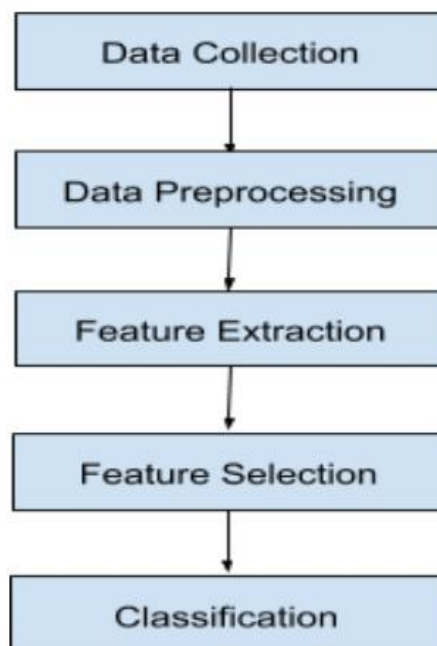 Data Collection
Data Preprocessing
Feature Extraction
Feature Selection
Classification